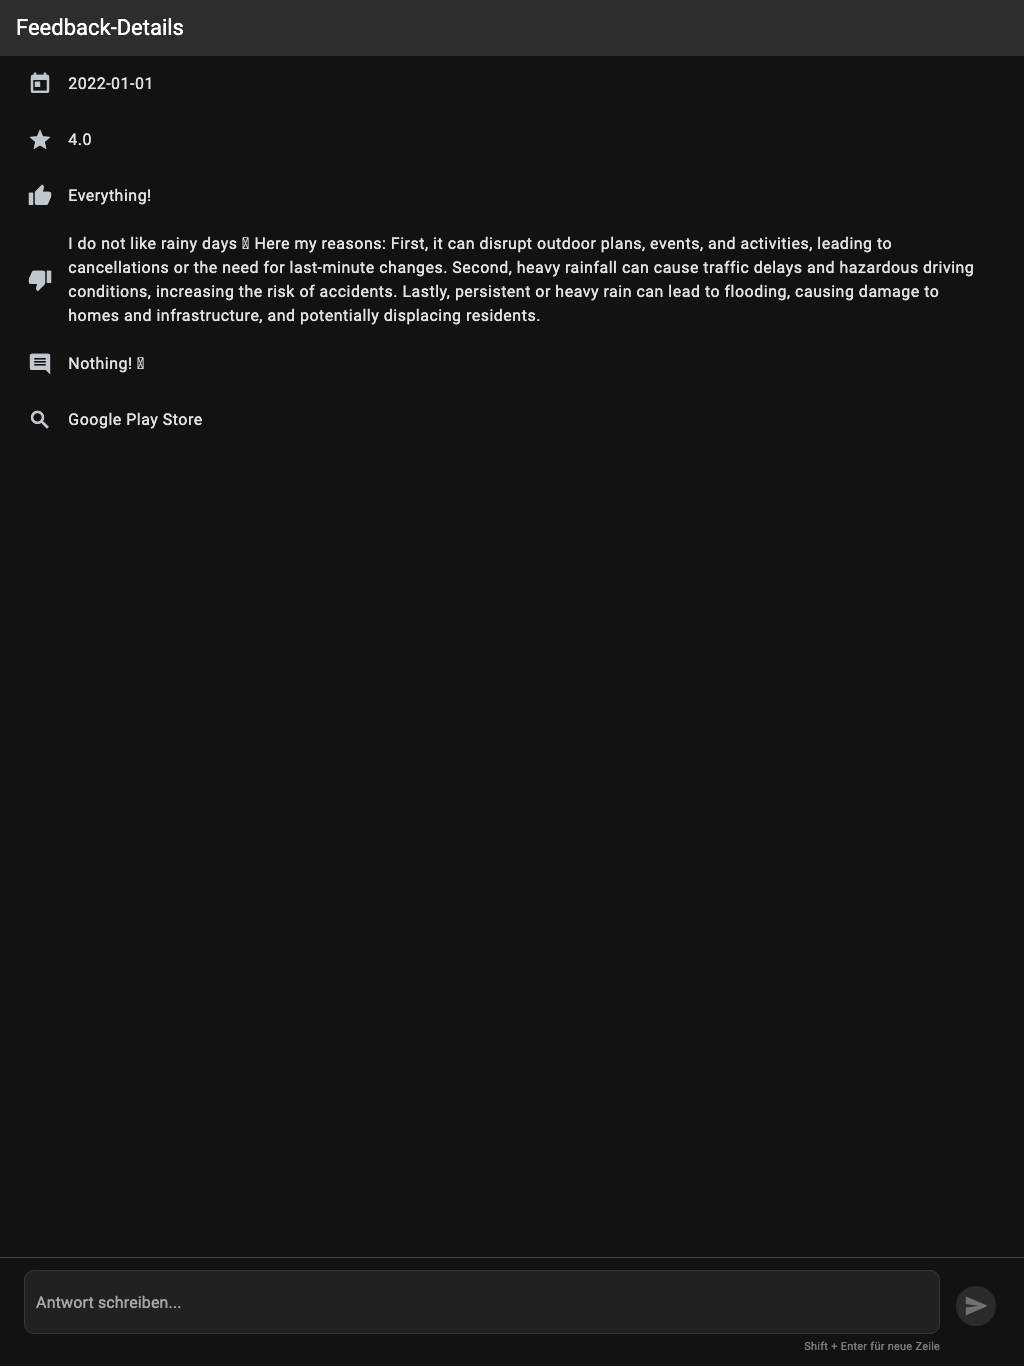 Feedback-Details
2022-01-01
4.0
Everything!
I do not like rainy days Here my reasons: First, it can disrupt outdoor plans, events, and activities, leading to
cancellations or the need for last-minute changes. Second, heavy rainfall can cause traffic delays and hazardous driving
conditions, increasing the risk of accidents. Lastly, persistent or heavy rain can lead to flooding, causing damage to
homes and infrastructure, and potentially displacing residents.
Nothing!
Google Play Store
Antwort schreiben...
Shift + Enter für neue Zeile